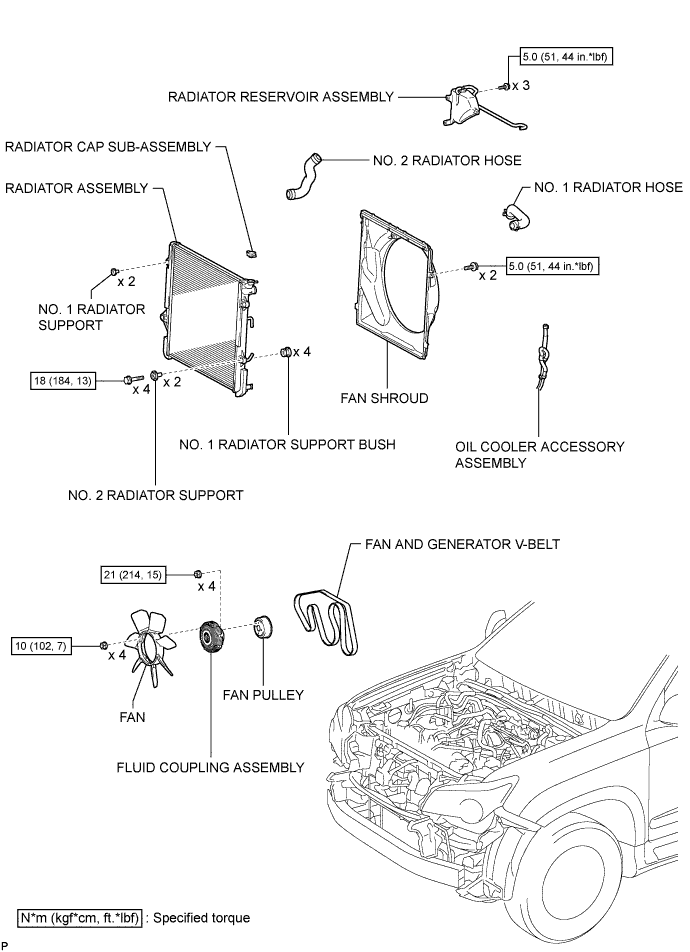 5.0 (51, 44 in.*lbf)
x 3
RADIATOR RESERVOIR ASSEMBLY
RADIATOR CAP SUB-ASSEMBLY
NO. 2 RADIATOR HOSE
RADIATOR ASSEMBLY
NO. 1 RADIATOR HOSE
x 2
5.0 (51, 44 in.*lbf)
x 2
NO. 1 RADIATOR
SUPPORT
x 4
18 (184, 13)
x 4
x 2
FAN SHROUD
NO. 1 RADIATOR SUPPORT BUSH
OIL COOLER ACCESSORY
ASSEMBLY
NO. 2 RADIATOR SUPPORT
FAN AND GENERATOR V-BELT
21 (214, 15)
x 4
10 (102, 7)
x 4
FAN PULLEY
FAN
FLUID COUPLING ASSEMBLY
N*m (kgf*cm, ft.*lbf) : Specified torque
P